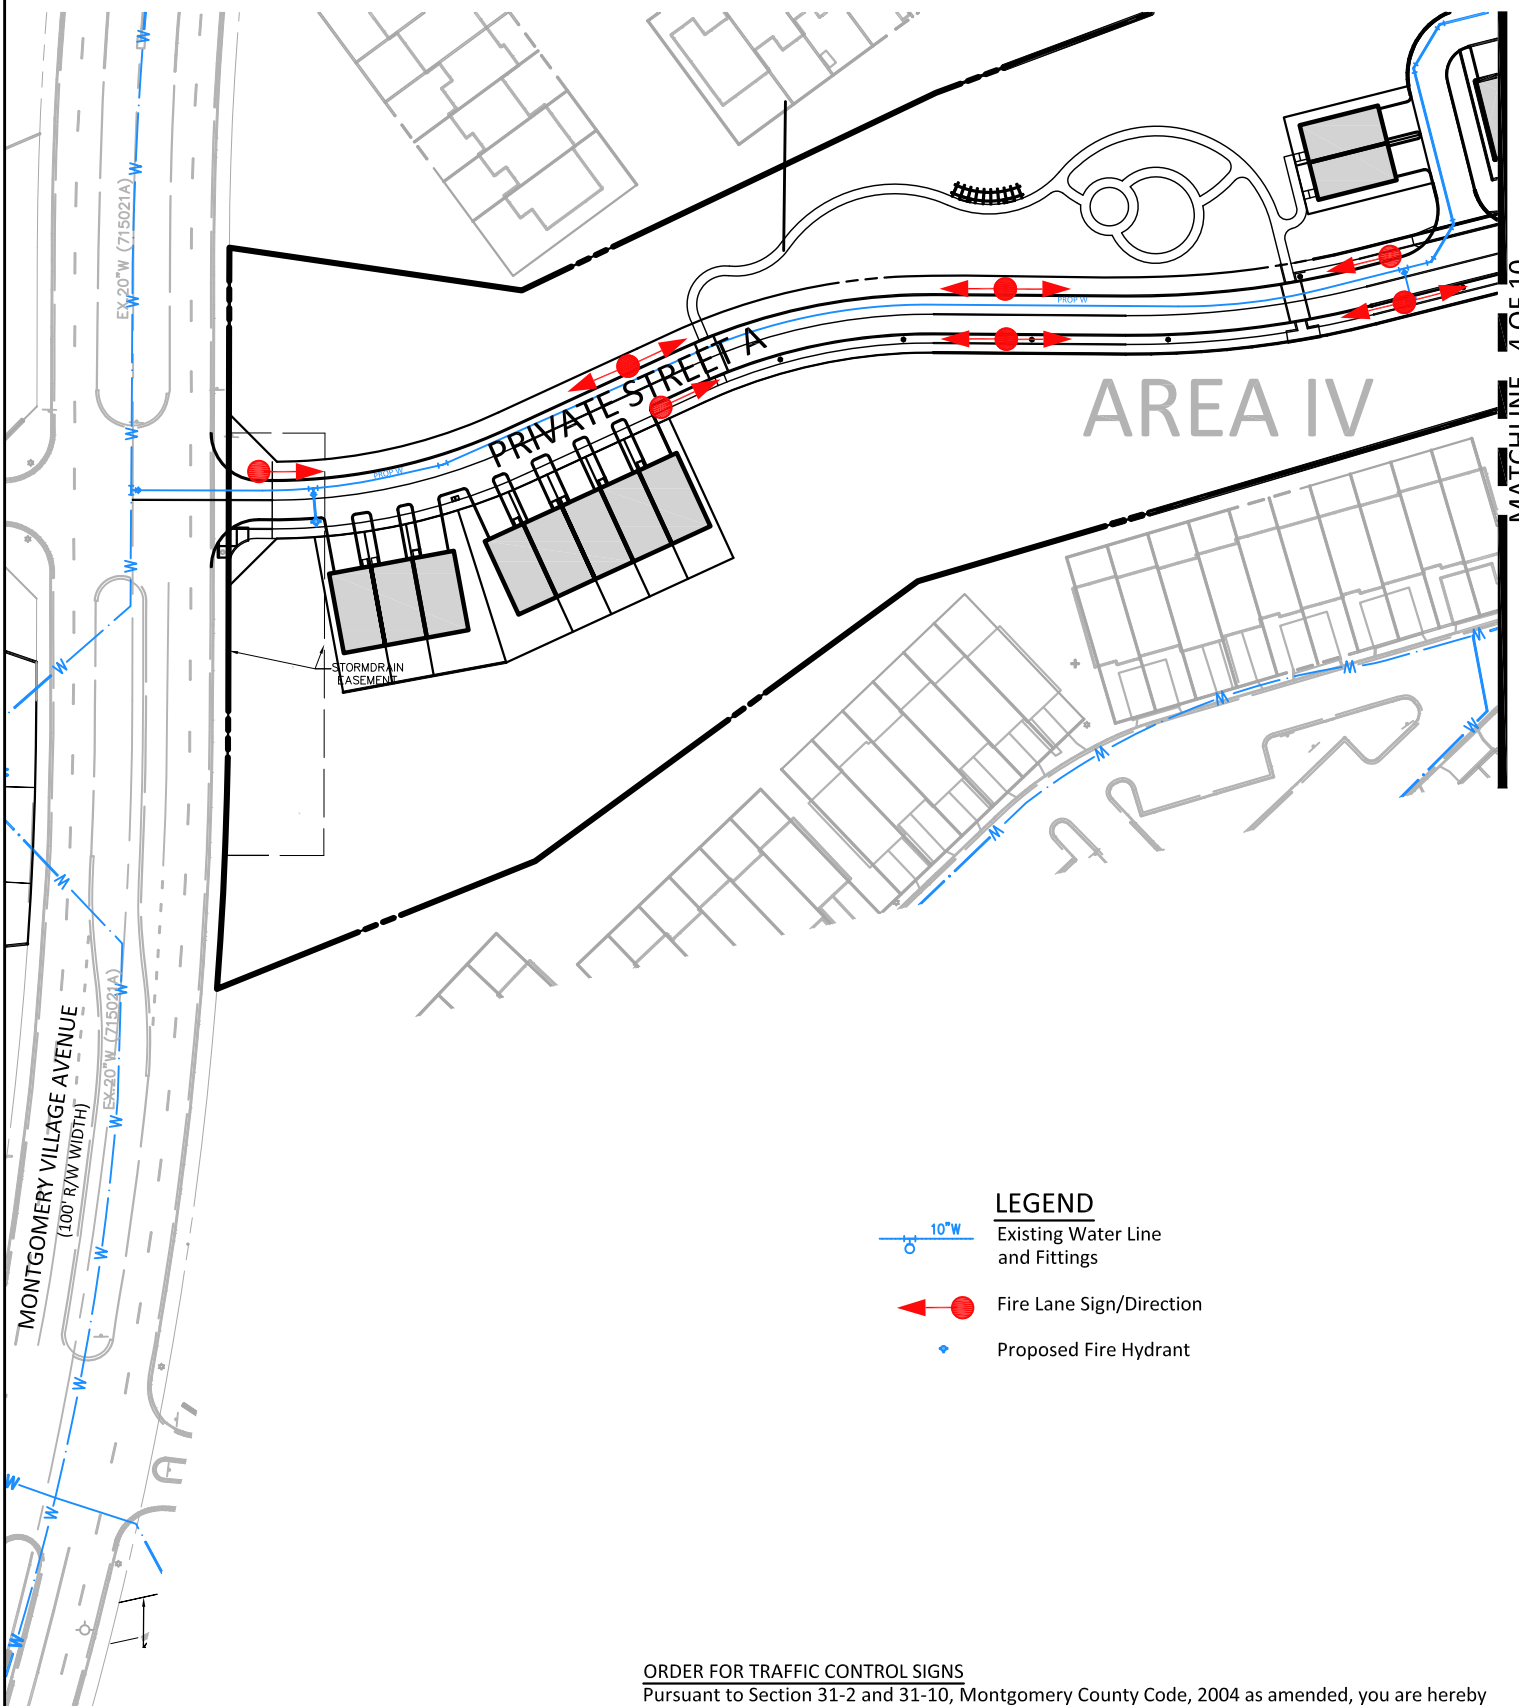 W
W
EX.20"W (715021A)
W
W
W
W
PROP W
PROP W
PRIVATE STREET A
AREA IV
MATCHLINE
STORMDRAIN
EASEMENT
W
W
W
W
W
W
W
W
EX.20"W (715021A)
W
MONTGOMERY VILLAGE AVENUE
(100' R/W WIDTH)
W
W
W
W
W
W
LEGEND
10"W
Existing Water Line
and Fittings
Fire Lane Sign/Direction
Proposed Fire Hydrant
ORDER FOR TRAFFIC CONTROL SIGNS
Pursuant to Section 31-2 and 31-10, Montgomery County Code, 2004 as amended, you are hereby